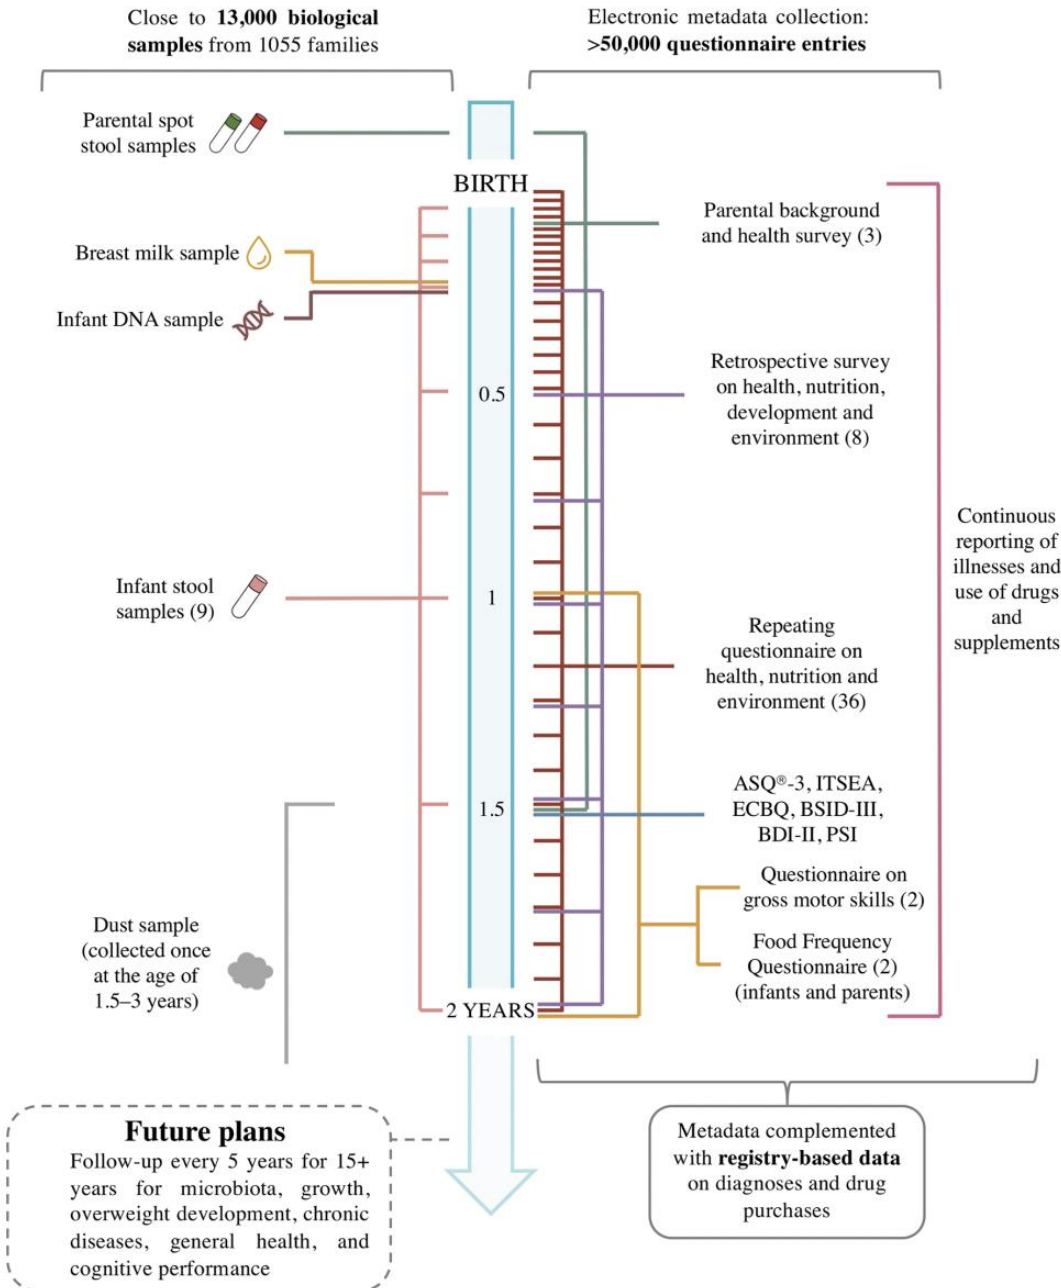 Close to 13,000 biological
samples from 1055 families
Electronic metadata collection:
>50,000 questionnaire entries
Parental spot
stool samples
BIRTH
Breast milk sample
Infant DNA sample
0.5
Infant stool
samples (9)
1
1.5
Dust sample
(collected once
at the age of
1.5–3 years)
2 YEARS
Parental background
and health survey (3)
Retrospective survey
on health, nutrition,
development and
environment (8)
Repeating
questionnaire on
health, nutrition and
environment (36)
ASQ®-3, ITSEA,
ECBQ, BSID-III,
BDI-II, PSI
Questionnaire on
gross motor skills (2)
Food Frequency
Questionnaire (2)
(infants and parents)
Continuous
reporting of
illnesses and
use of drugs
and
supplements
Future plans
Follow-up every 5 years for 15+
years for microbiota, growth,
overweight development, chronic
diseases, general health, and
cognitive performance
Metadata complemented
with registry-based data
on diagnoses and drug
purchases